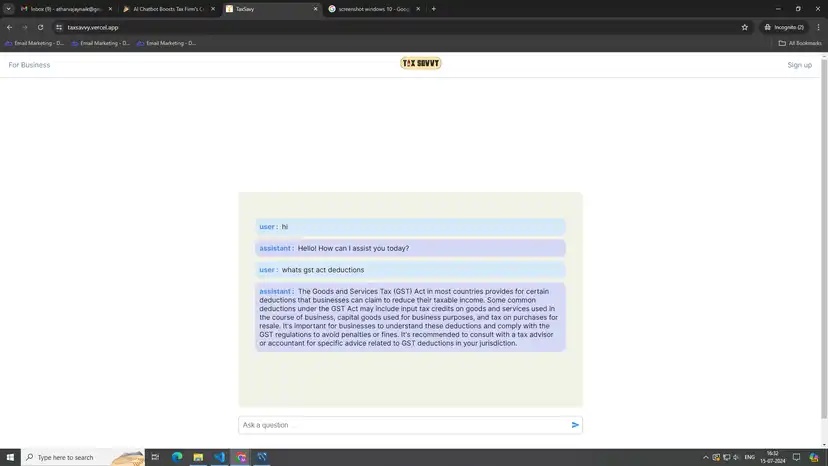 Inbox (9) - atharvajaynaik@gm
AI Chatbot Boosts Tax Firm's C
TaxSavvy
screenshot windows 10 - Goog
taxsavvy.vercel.app
Incognito (2)
Email Marketing - D...
Email Marketing - D...
Email Marketing - D...
All Bookmarks
For Business
TAX SAVVY
Sign up
user: hi
assistant: Hello! How can I assist you today?
user: whats gst act deductions
assistant: The Goods and Services Tax (GST) Act in most countries provides for certain
deductions that businesses can claim to reduce their taxable income. Some common
deductions under the GST Act may include input tax credits on goods and services used in
the course of business, capital goods used for business purposes, and tax on purchases for
resale. It's important for businesses to understand these deductions and comply with the
GST regulations to avoid penalties or fines. It's recommended to consult with a tax advisor
or accountant for specific advice related to GST deductions in your jurisdiction.
Ask a question
Type here to search
ENG
16:32
15-07-2024